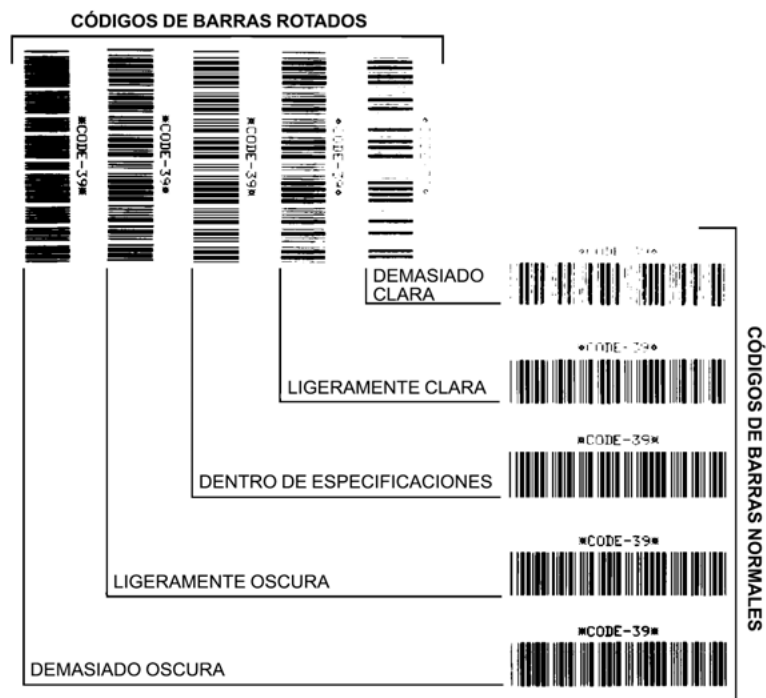 CÓDIGOS DE BARRAS ROTADOS
*CODE-39*
*CODE-39*
*CODE-39*
DEMASIADO
CLARA
LIGERAMENTE CLARA
*CODE-39*
DENTRO DE ESPECIFICACIONES
*CODE-39*
LIGERAMENTE OSCURA
*CODE-39*
DEMASIADO OSCURA
CÓDIGOS DE BARRAS NORMALES